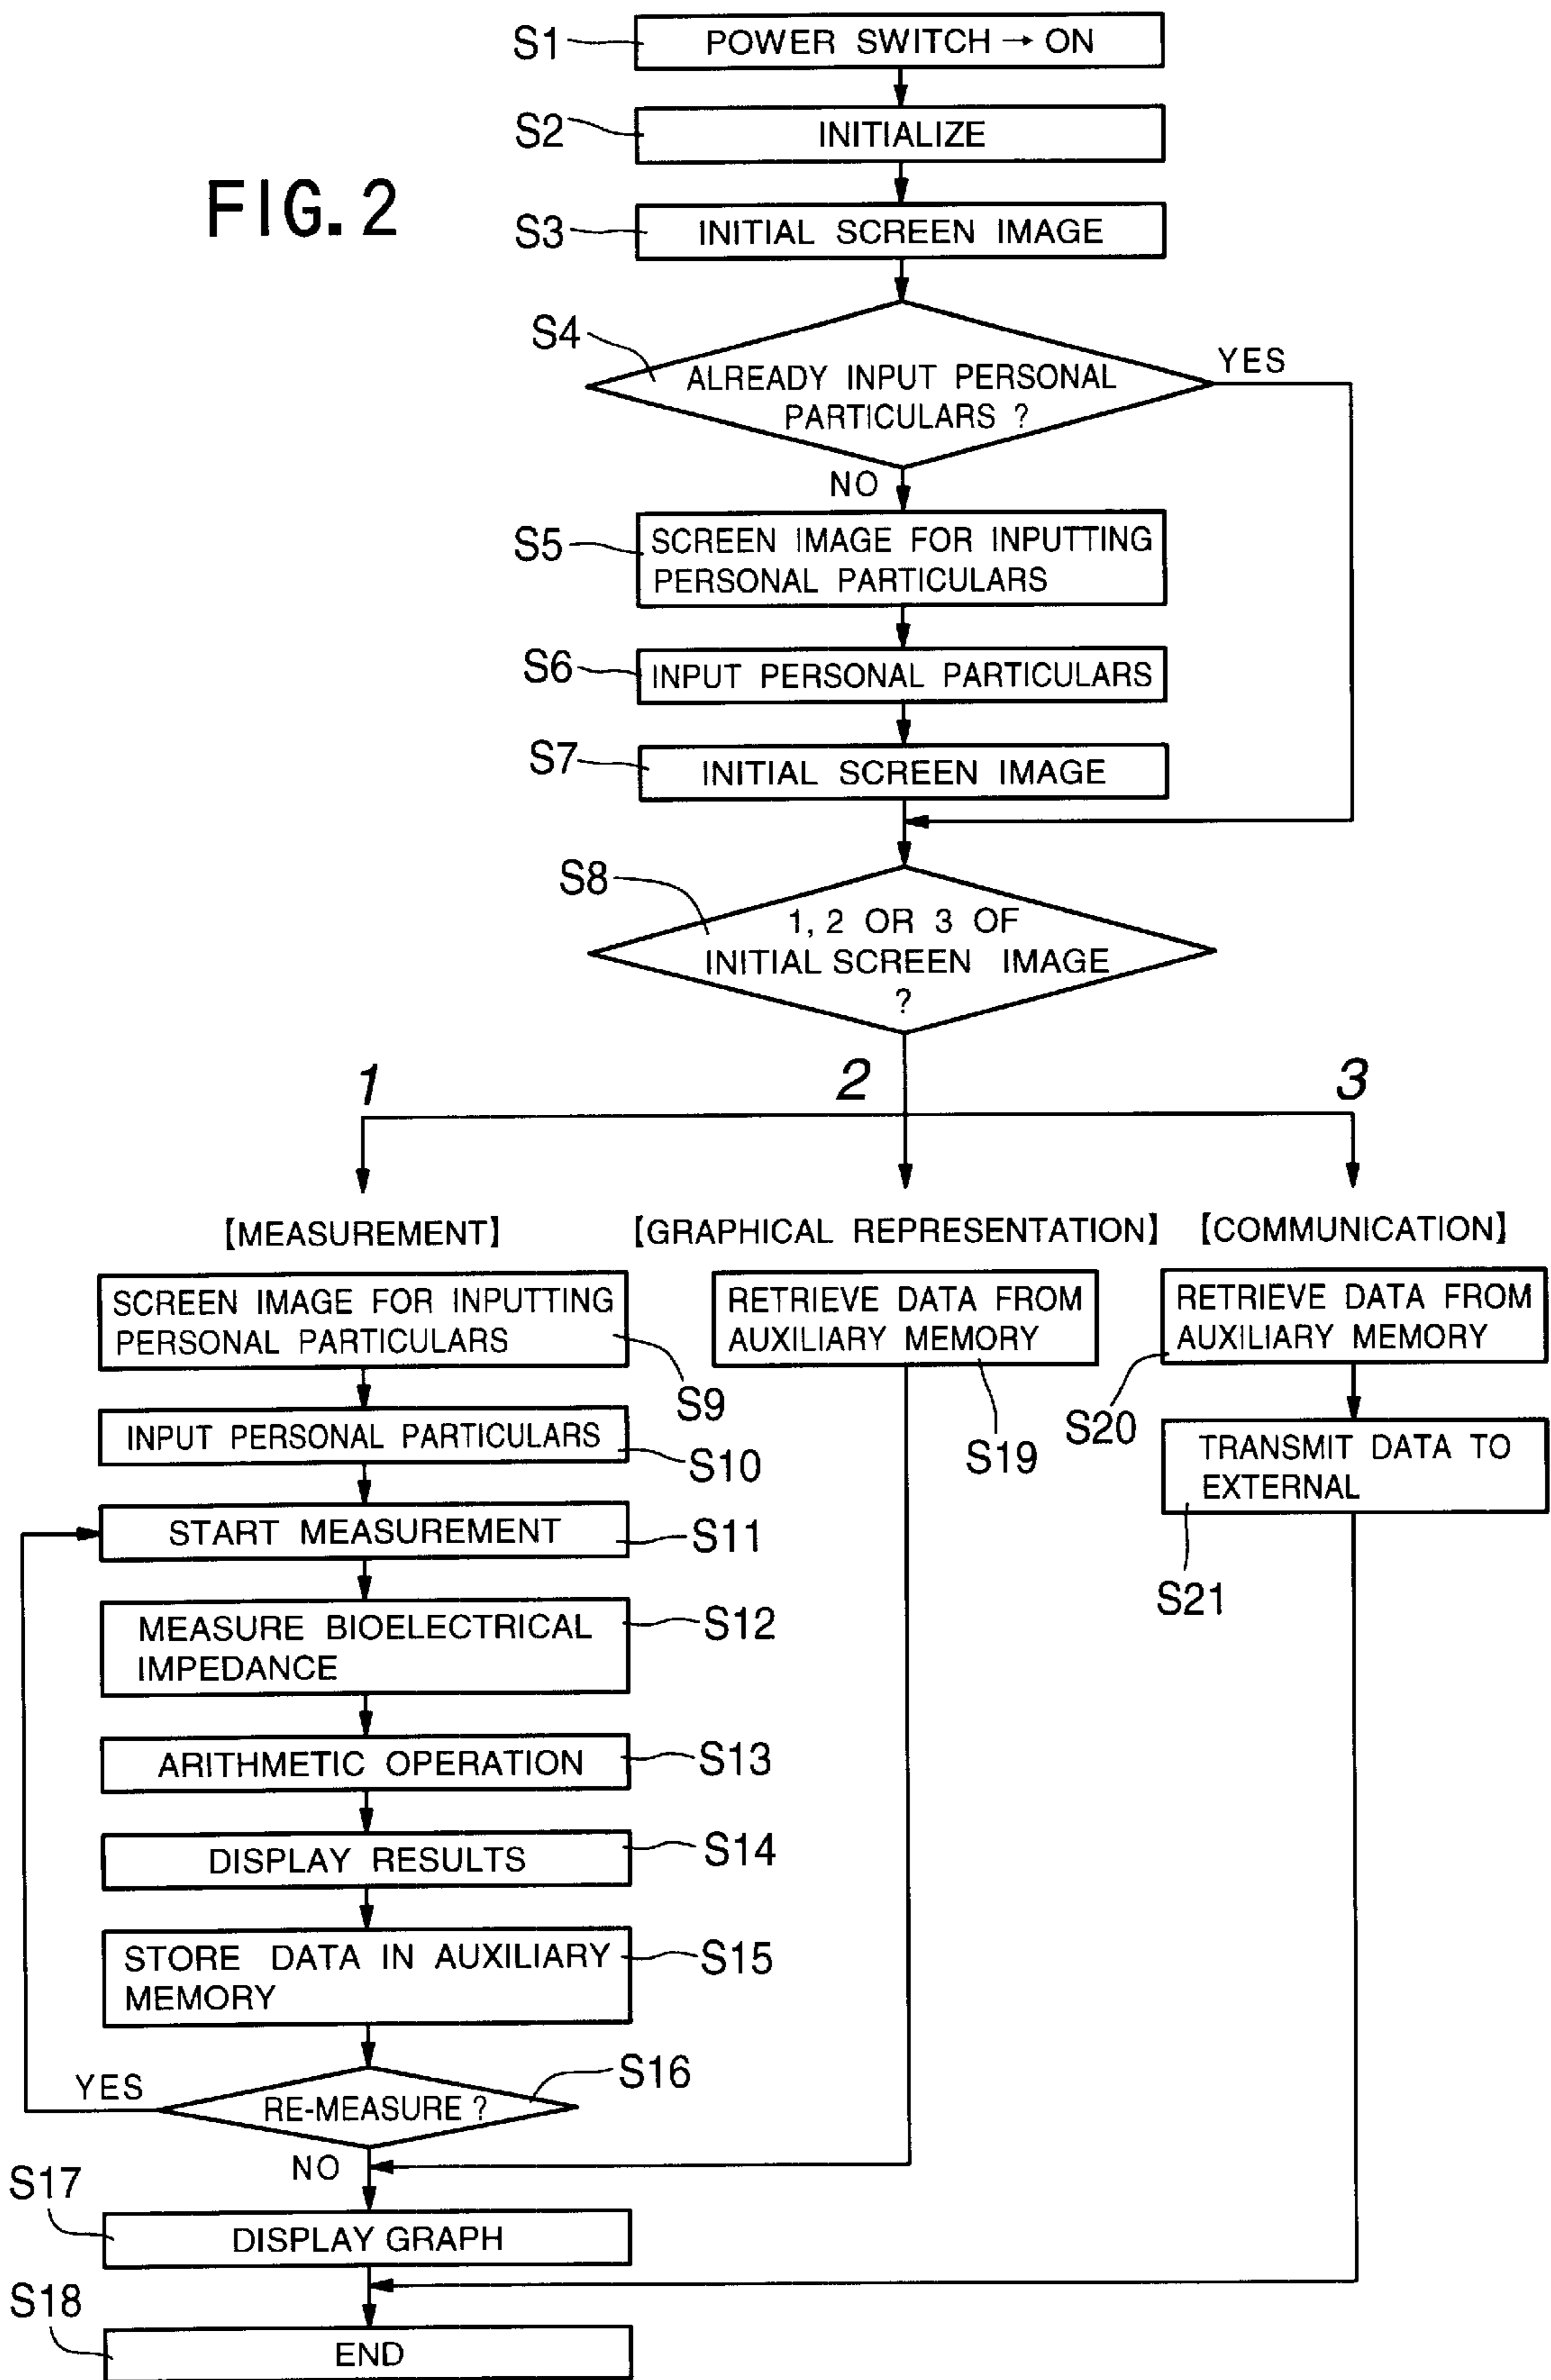 S1
POWER SWITCH → ON
S2
INITIALIZE
FIG. 2
S3
INITIAL SCREEN IMAGE
S4
YES
ALREADY INPUT PERSONAL
PARTICULARS ?
NO
S5
SCREEN IMAGE FOR INPUTTING
PERSONAL PARTICULARS
S6
INPUT PERSONAL PARTICULARS
S7
INITIAL SCREEN IMAGE
S8
1, 2 OR 3 OF
INITIAL SCREEN IMAGE
?
1
2
3
【MEASUREMENT】
【GRAPHICAL REPRESENTATION】
【COMMUNICATION】
SCREEN IMAGE FOR INPUTTING
PERSONAL PARTICULARS
S9
RETRIEVE DATA FROM
AUXILIARY MEMORY
S19
RETRIEVE DATA FROM
AUXILIARY MEMORY
S20
INPUT PERSONAL PARTICULARS
S10
TRANSMIT DATA TO
EXTERNAL
S21
START MEASUREMENT
S11
MEASURE BIOELECTRICAL
IMPEDANCE
S12
ARITHMETIC OPERATION
S13
DISPLAY RESULTS
S14
STORE DATA IN AUXILIARY
MEMORY
S15
YES
RE-MEASURE ?
S16
NO
S17
DISPLAY GRAPH
S18
END